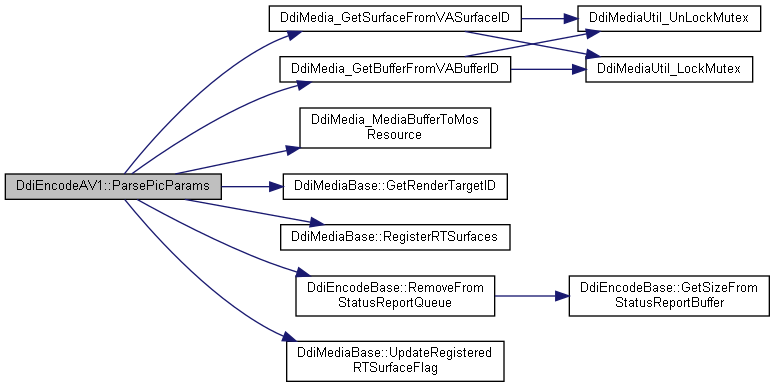 DdiMedia_GetSurfaceFromVASurfaceID
DdiMediaUtil_UnLockMutex
DdiMedia_GetBufferFromVABufferID
DdiMediaUtil_LockMutex
DdiMedia_MediaBufferToMos
Resource
DdiEncodeAV1::ParsePicParams
DdiMediaBase::GetRenderTargetID
DdiMediaBase::RegisterRTSurfaces
DdiEncodeBase::RemoveFrom
StatusReportQueue
DdiEncodeBase::GetSizeFrom
StatusReportBuffer
DdiMediaBase::UpdateRegistered
RTSurfaceFlag